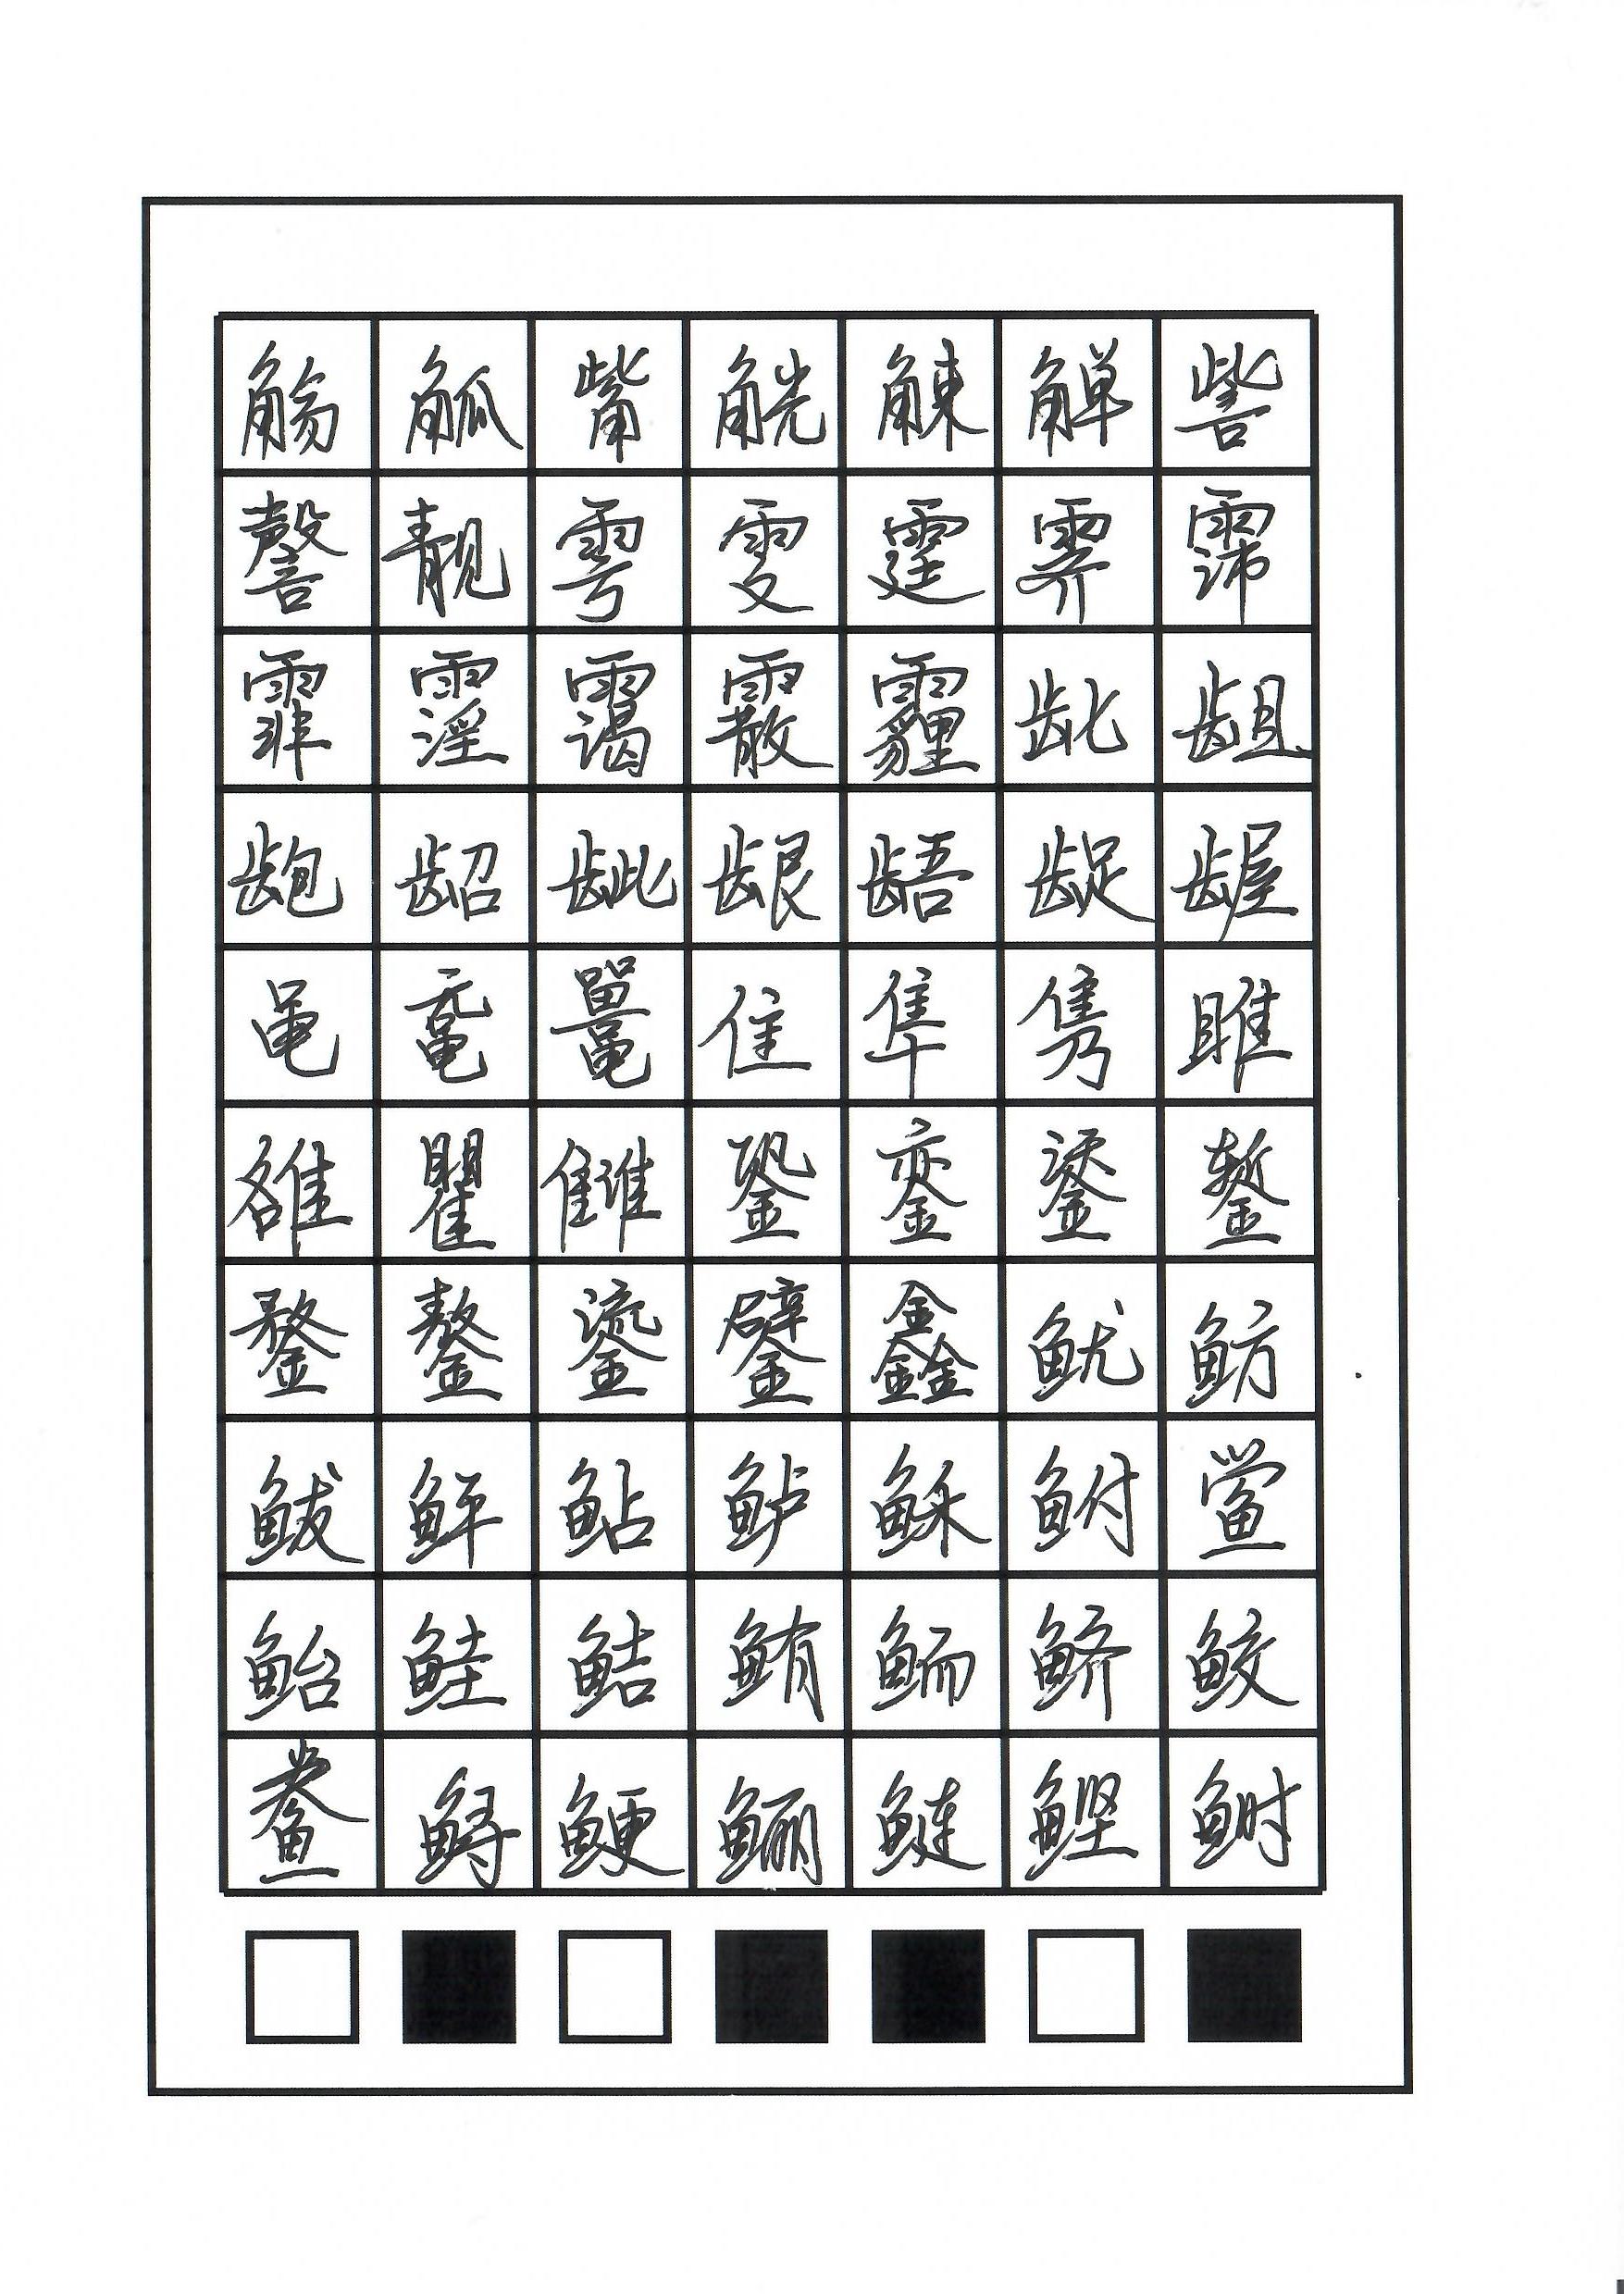 觞觚觜觥觫觯訾
謦靓雩雯霆霁霈
霏霪霭霰霾龀龃
龅龆龇龈龉龊龌
黾鼋鼍隹隼隽雎
雒瞿雠銎銮鋈錾
鍪鏊鎏鐾鑫鱿鲂
鲅鲆鲇鲈稣鲋鲎
鲐鲑鲒鲔鲕鲚鲛
鲞鲟鲠鲡鲢鲣鲥